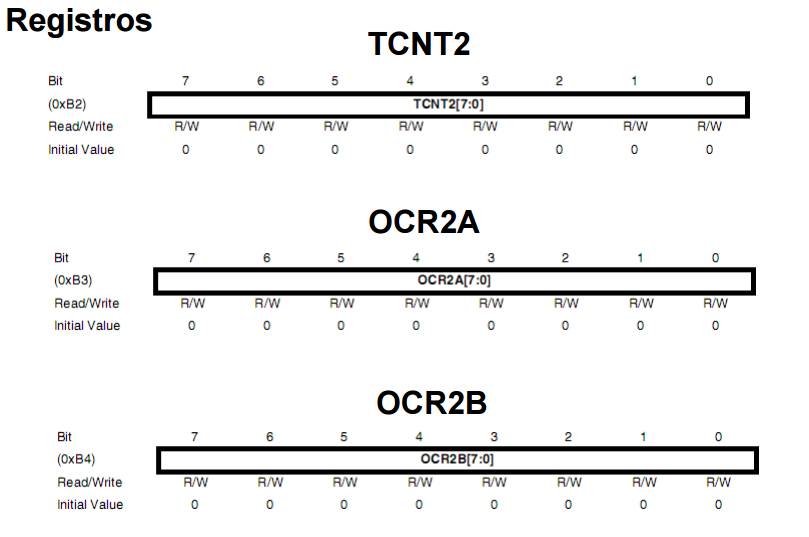 Registros
TCNT2
Bit 7 6 5 4 3 2 1 0
(0xB2) TCNT2[7:0]
Read/Write R/W R/W R/W R/W R/W R/W R/W R/W
Initial Value 0 0 0 0 0 0 0 0
OCR2A
Bit 7 6 5 4 3 2 1 0
(0xB3) OCR2A[7:0]
Read/Write R/W R/W R/W R/W R/W R/W R/W R/W
Initial Value 0 0 0 0 0 0 0 0
OCR2B
Bit 7 6 5 4 3 2 1 0
(0xB4) OCR2B[7:0]
Read/Write R/W R/W R/W R/W R/W R/W R/W R/W
Initial Value 0 0 0 0 0 0 0 0